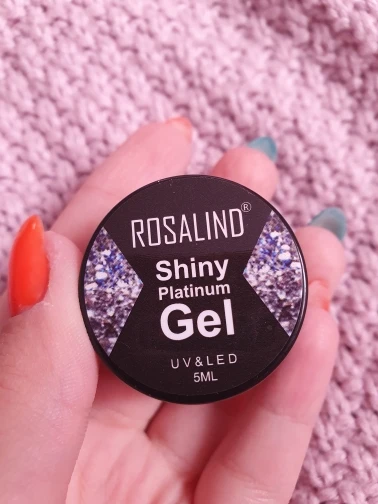 ROSALIND®
Shiny
Platinum
Gel
UV&LED
5ML